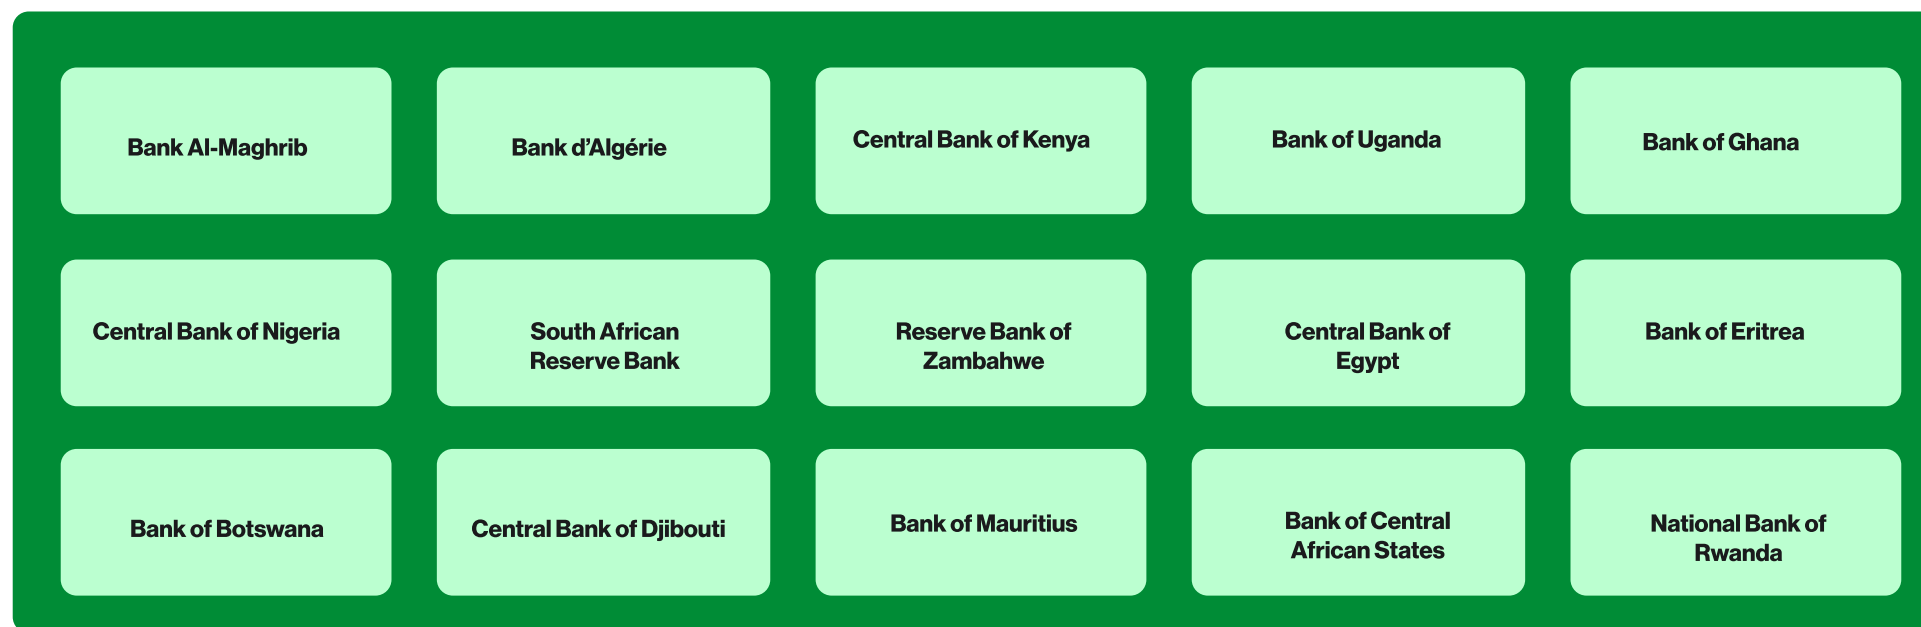 Bank Al-Maghrib
Bank d’Algérie
Central Bank of Kenya
Bank of Uganda
Bank of Ghana
Central Bank of Nigeria
South African
Reserve Bank
Reserve Bank of
Zambahwe
Central Bank of
Egypt
Bank of Eritrea
Bank of Botswana
Central Bank of Djibouti
Bank of Mauritius
Bank of Central
African States
National Bank of
Rwanda